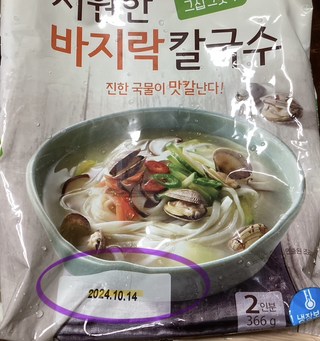 시원한
바지락 칼국수
진한 국물이 맛깔난다!
2024.10.14
2인분
366 g